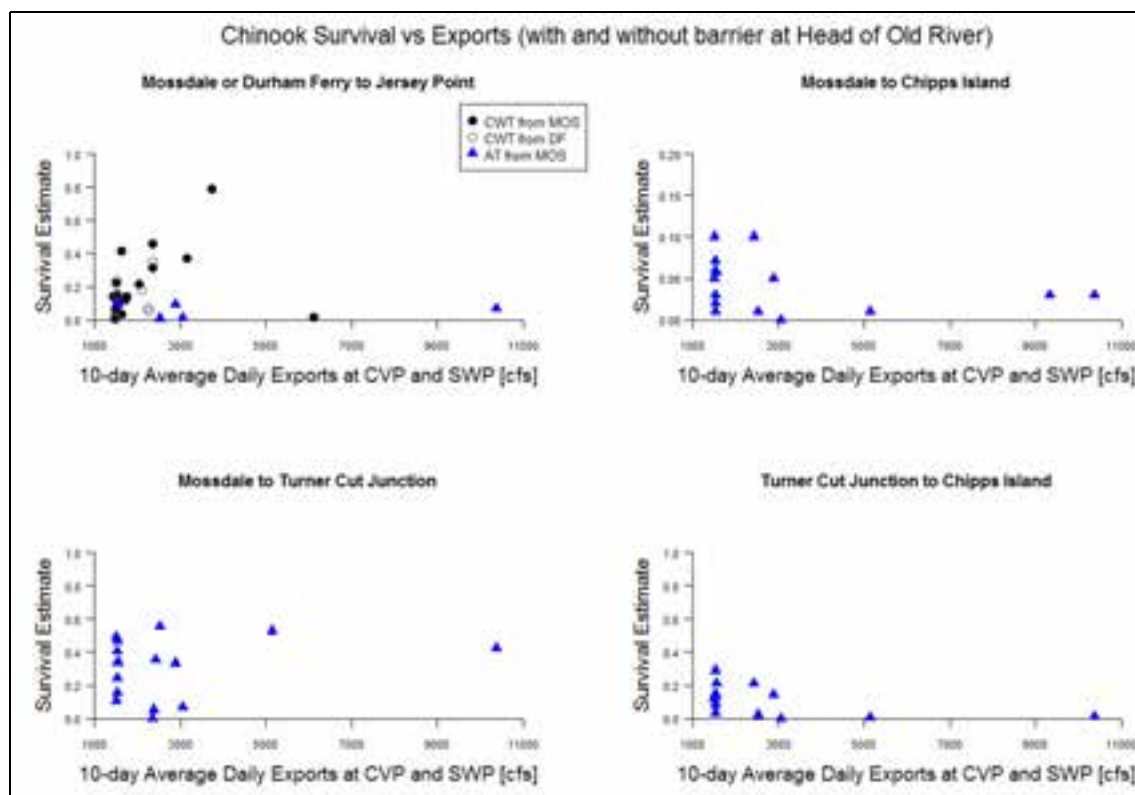 Chinook Survival vs Exports (with and without barrier at Head of Old River)
Mossdale or Durham Ferry to Jersey Point
CWT from MOS
CWT from DF
AT from MOS
Survival Estimate
1.0
0.8
0.6
0.4
0.2
0.0
1000 3000 5000 7000 9000 11000
10-day Average Daily Exports at CVP and SWP [cfs]
Mossdale to Chipps Island
Survival Estimate
0.20
0.15
0.10
0.05
0.00
1000 3000 5000 7000 9000 11000
10-day Average Daily Exports at CVP and SWP [cfs]
Mossdale to Turner Cut Junction
Survival Estimate
1.0
0.8
0.6
0.4
0.2
0.0
1000 3000 5000 7000 9000 11000
10-day Average Daily Exports at CVP and SWP [cfs]
Turner Cut Junction to Chipps Island
Survival Estimate
1.0
0.8
0.6
0.4
0.2
0.0
1000 3000 5000 7000 9000 11000
10-day Average Daily Exports at CVP and SWP [cfs]